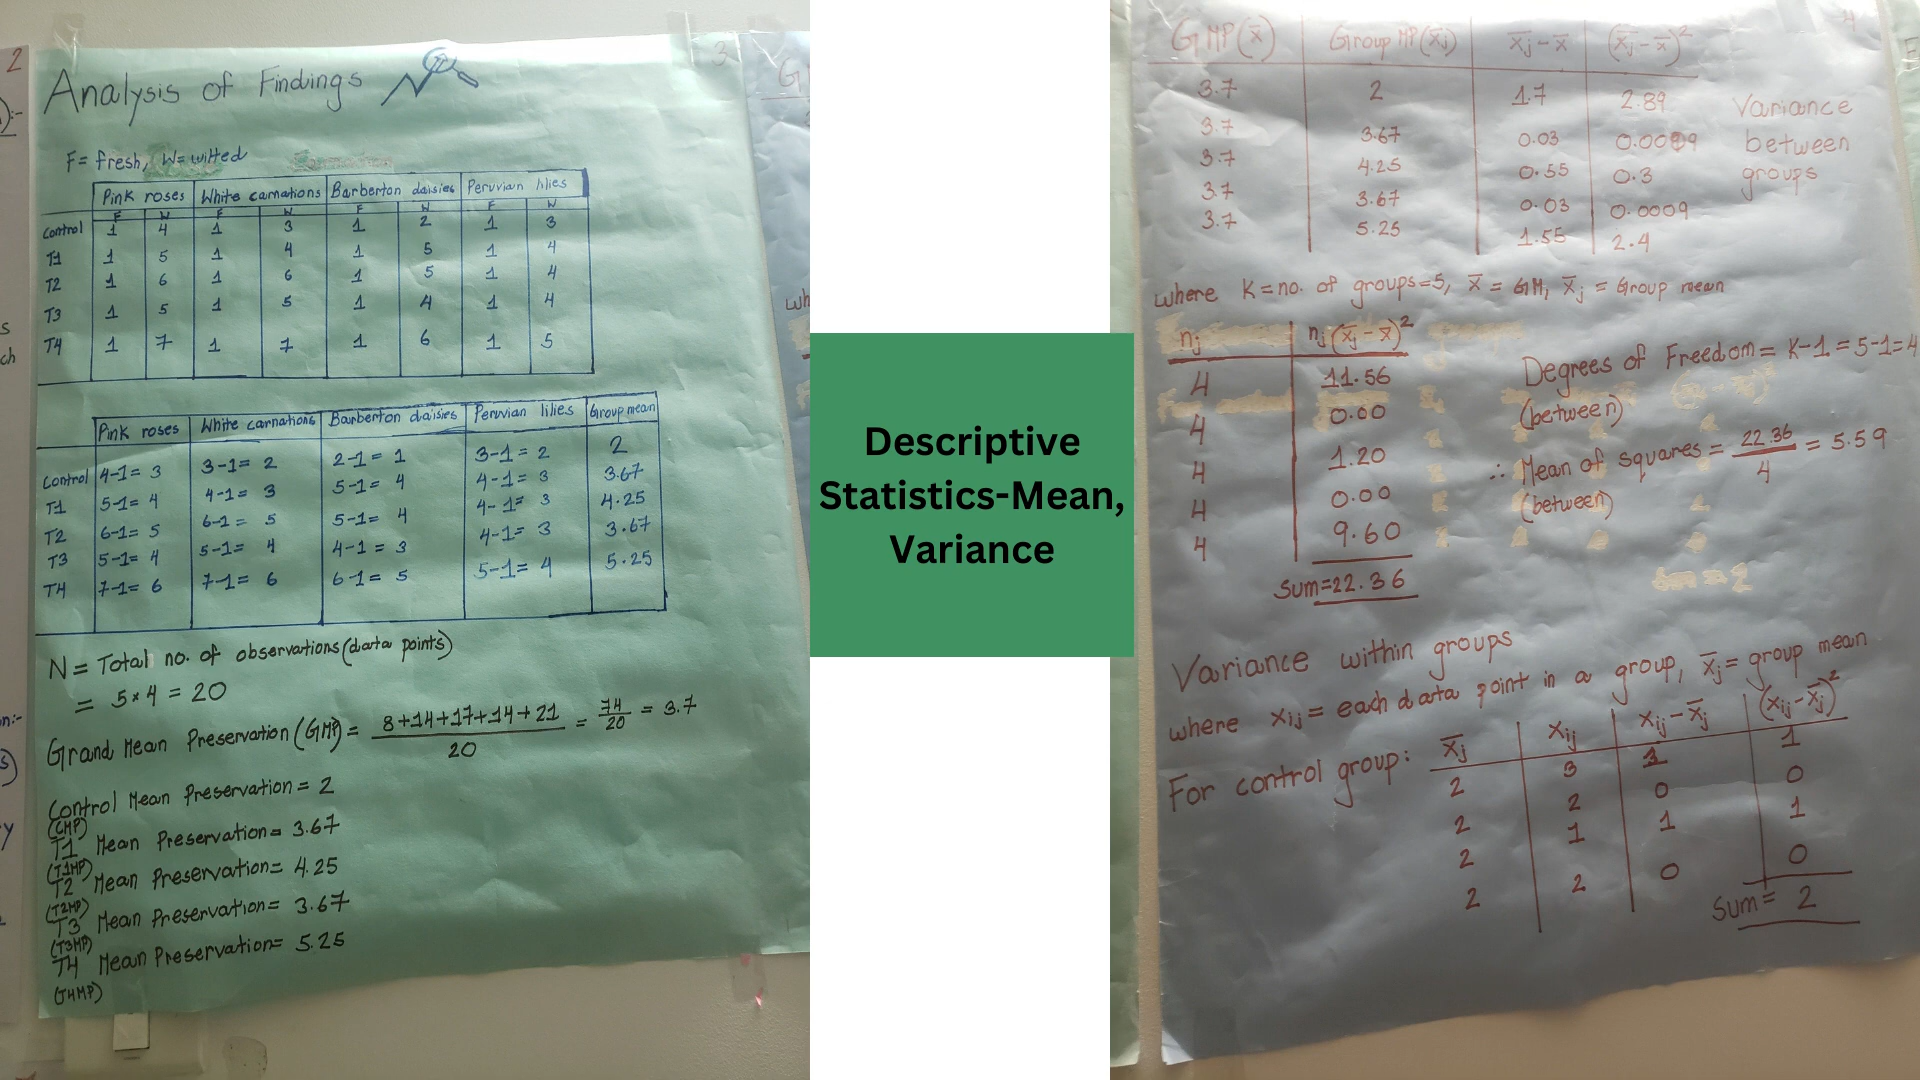 2
Analysis of Findings
3
F= fresh, W= wilted
Pink roses White carnations Barberton daisies Peruvian lilies
F W F W F W F W
Control 1 4 1 3 1 2 1 3
T1 1 5 1 4 1 5 1 4
T2 1 6 1 6 1 5 1 4
T3 1 5 1 5 1 4 1 4
T4 1 7 1 7 1 6 1 5
Pink roses White carnations Barberton daisies Peruvian lilies Group mean
Control 4-1= 3 3-1= 2 2-1= 1 3-1= 2 2
T1 5-1= 4 4-1= 3 5-1= 4 4-1= 3 3.67
T2 6-1= 5 6-1= 5 5-1= 4 4-1= 3 4.25
T3 5-1= 4 5-1= 4 4-1= 3 4-1= 3 3.67
T4 7-1= 6 7-1= 6 6-1= 5 5-1= 4 5.25
N = Total no. of observations (data points)
= 5*4 = 20
Grand Mean Preservation (GMP) = 8+14+17+14+21 / 20 = 74/20 = 3.7
Control Mean Preservation = 2
(CMP)
T1 Mean Preservation= 3.67
(T1MP)
T2 Mean Preservation= 4.25
(T2MP)
T3 Mean Preservation= 3.67
(T3MP)
T4 Mean Preservation= 5.25
(T4MP)
Descriptive
Statistics-Mean,
Variance
4
GMP(x̄) Group MP(x̄j) x̄j - x̄ (x̄j - x̄)²
3.7 2 1.7 2.89
3.7 3.67 0.03 0.0009
3.7 4.25 0.55 0.3
3.7 3.67 0.03 0.0009
3.7 5.25 1.55 2.4
Variance
between
groups
where K = no. of groups=5, x̄ = GM, x̄j = Group mean
nj nj(x̄j - x̄)²
4 11.56
4 0.00
4 1.20
4 0.00
4 9.60
Sum=22.36
Degrees of Freedom = K-1 = 5-1=4
(between)
∴ Mean of squares = 22.36 / 4 = 5.59
(between)
Variance within groups
where xij = each data point in a group, x̄j = group mean
For control group: x̄j xij xij - x̄j (xij - x̄j)²
2 3 1 1
2 2 0 0
2 1 1 1
2 2 0 0
Sum= 2